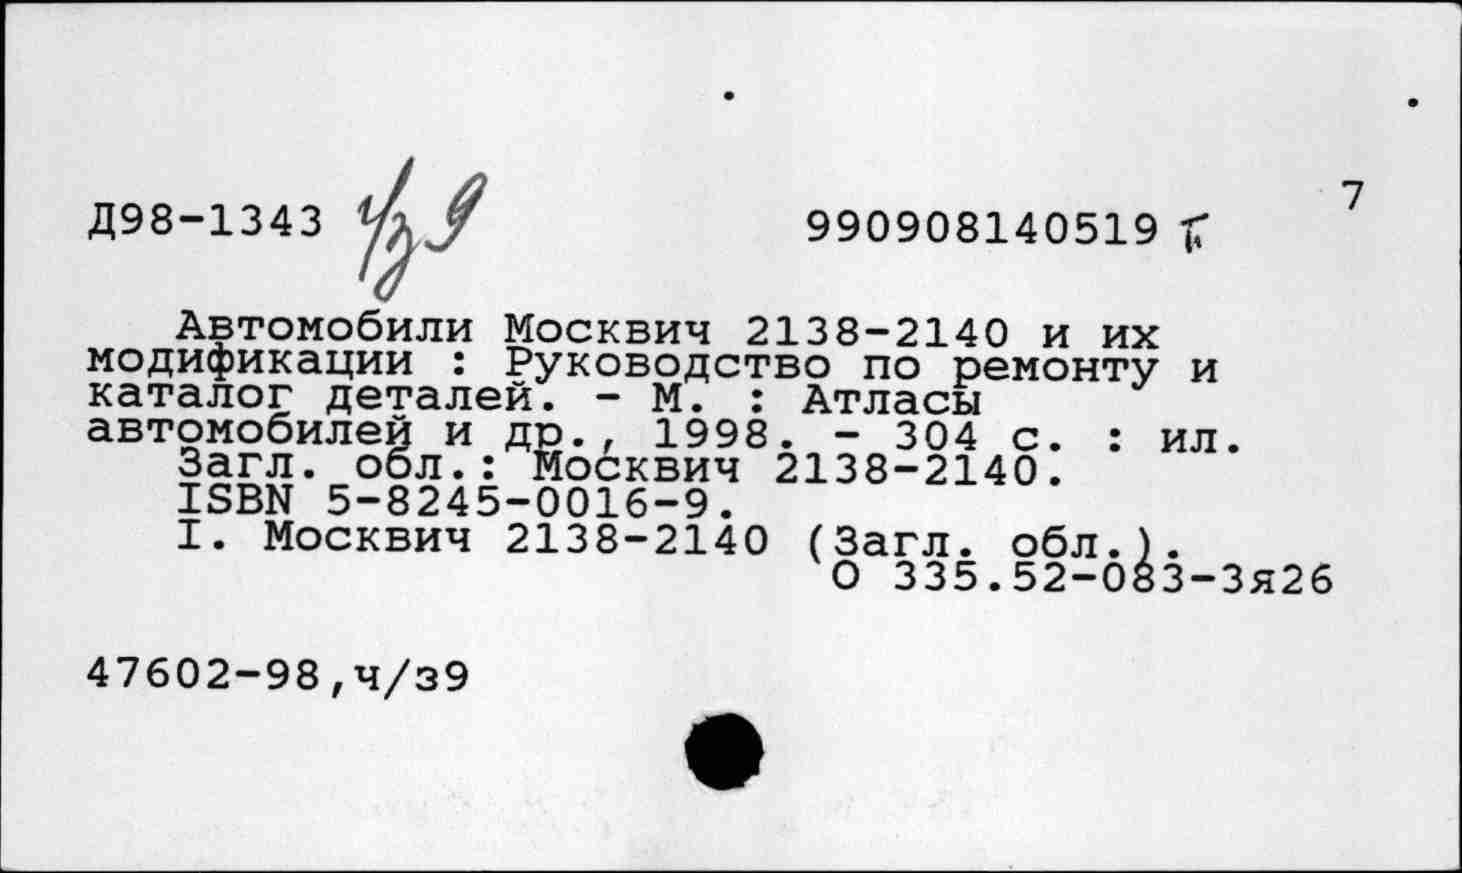 7
Д98-1343 ч/з 9 990908140519
Автомобили Москвич 2138-2140 и их
модификации : Руководство по ремонту и
каталог деталей. - М. : Атласы
автомобилей и др., 1998. - 304 с. : ил.
Загл. обл.: Москвич 2138-2140.
ISBN 5-8245-0016-9.
I. Москвич 2138-2140 (Загл. обл.).
О 335.52-083-3я26
47602-98,ч/з9